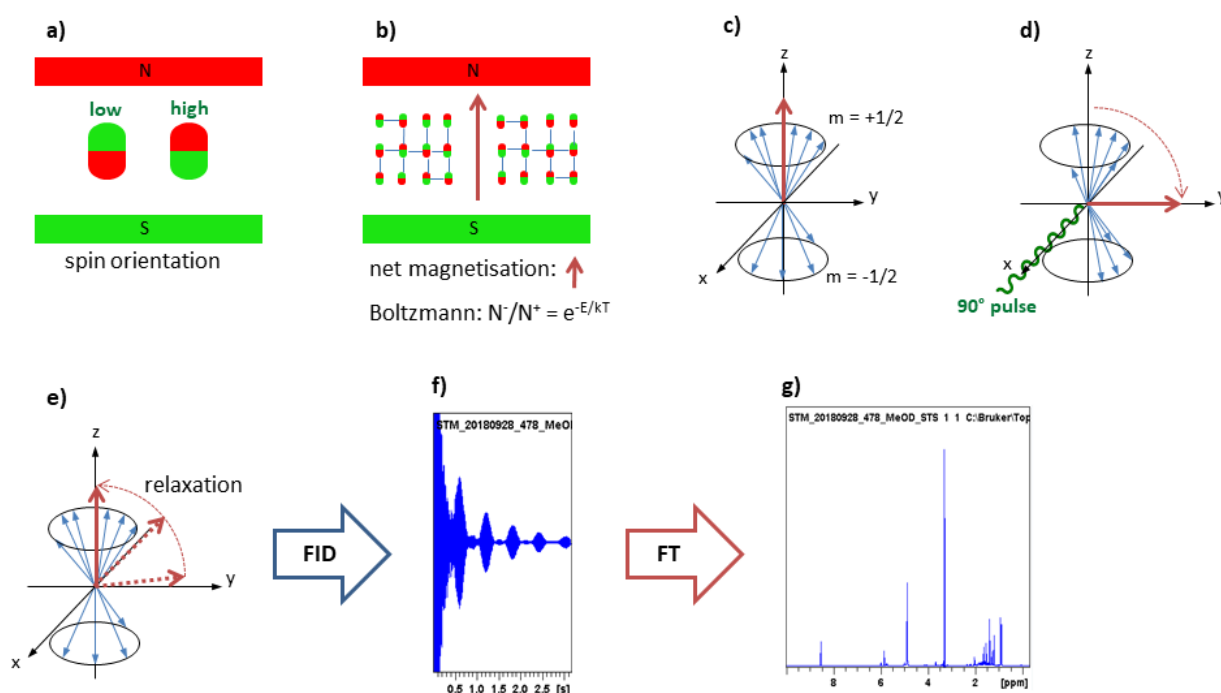 a)
N
low high
S
spin orientation
b)
N
S
net magnetisation:
Boltzmann: N⁻/N⁺ = e^-E/kT
c)
z
m = +1/2
y
x
m = -1/2
d)
z
y
x
90° pulse
e)
z
relaxation
y
x
FID
f)
STM_20180928_478_MeOI
0.5 1.0 1.5 2.0 2.5 [s]
FT
g)
STM_20180928_478_MeOD_STS 1 1 C:\Bruker\Top
8 6 4 2 [ppm]